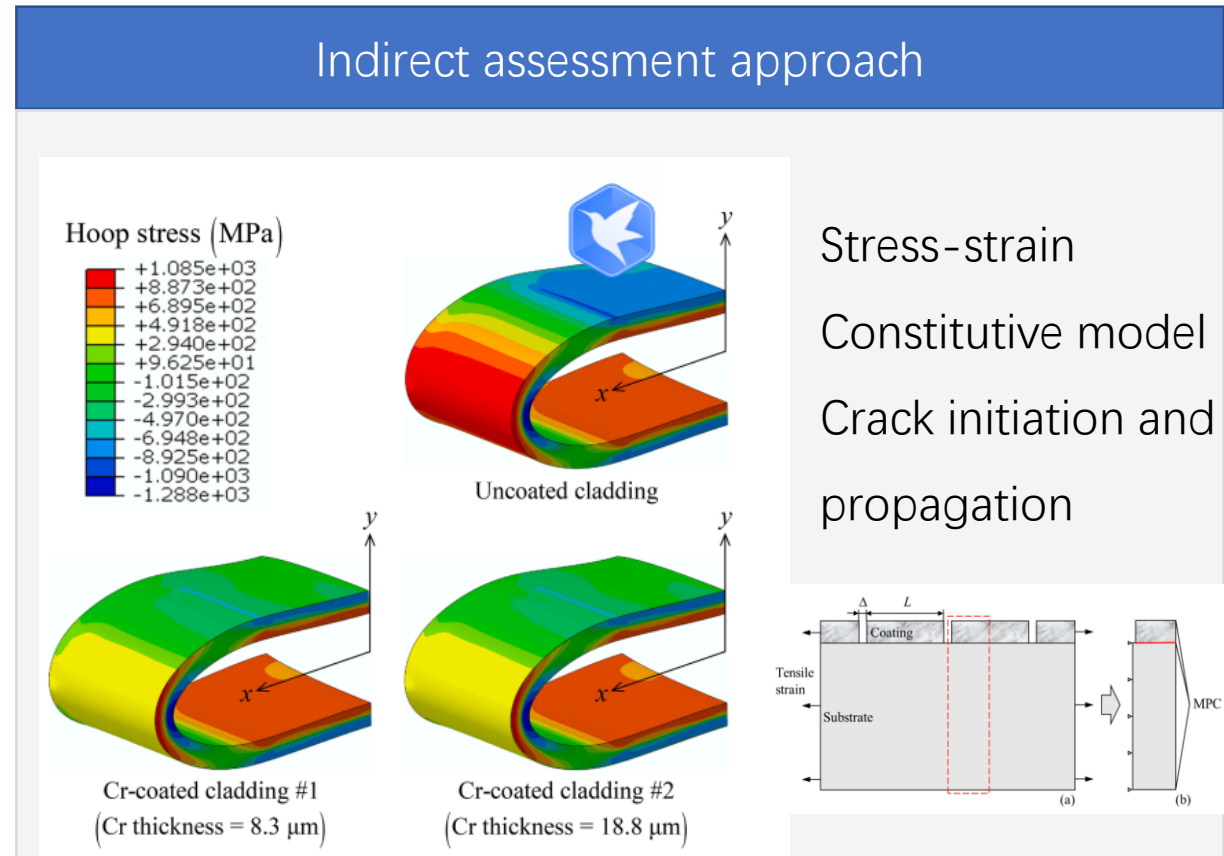 Indirect assessment approach
Hoop stress (MPa)
+1.085e+03
+8.873e+02
+6.895e+02
+4.918e+02
+2.940e+02
+9.625e+01
-1.015e+02
-2.993e+02
-4.970e+02
-6.948e+02
-8.925e+02
-1.090e+03
-1.288e+03
y
x
Uncoated cladding
y
x
Cr-coated cladding #1
(Cr thickness = 8.3 μm)
y
x
Cr-coated cladding #2
(Cr thickness = 18.8 μm)
Stress-strain
Constitutive model
Crack initiation and
propagation
Δ L
Coating
Tensile
strain
Substrate
MPC
(a) (b)